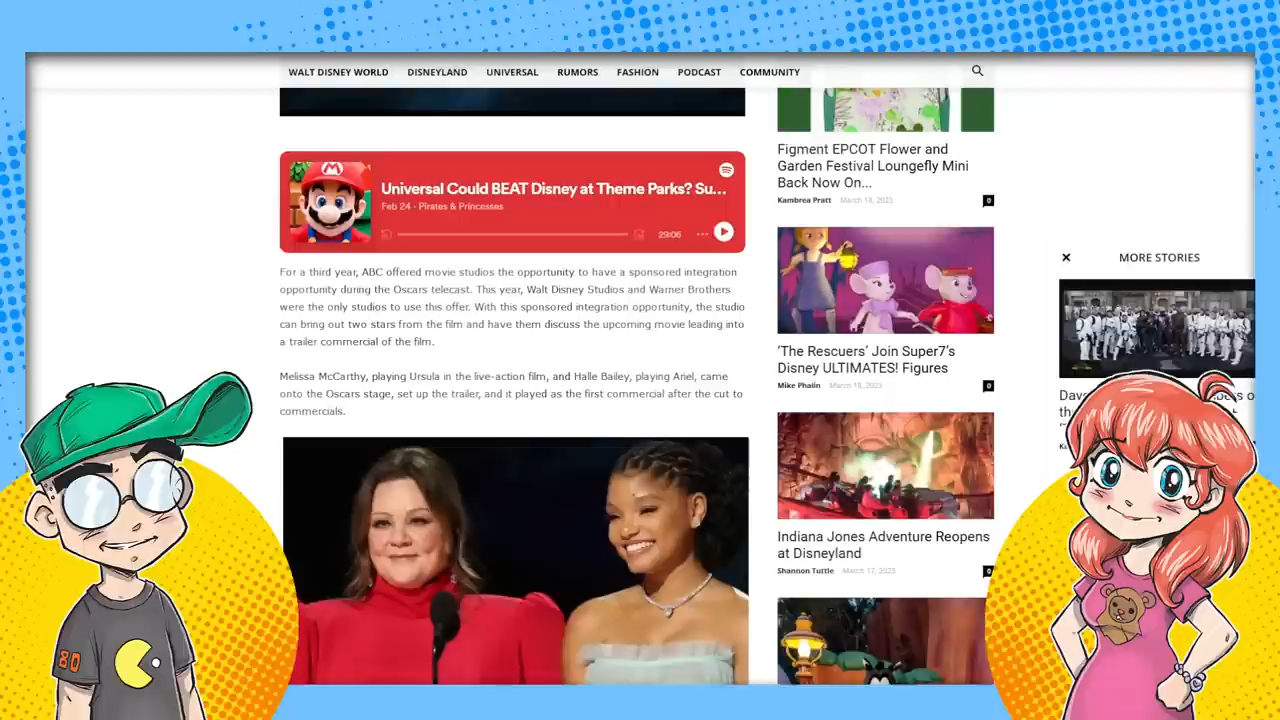 WALT DISNEY WORLD DISNEYLAND UNIVERSAL RUMORS FASHION PODCAST COMMUNITY
Universal Could BEAT Disney at Theme Parks? Su...
Feb 24 · Pirates & Princesses
29:06
For a third year, ABC offered movie studios the opportunity to have a sponsored integration
opportunity during the Oscars telecast. This year, Walt Disney Studios and Warner Brothers
were the only studios to use this offer. With this sponsored integration opportunity, the studio
can bring out two stars from the film and have them discuss the upcoming movie leading into
a trailer commercial of the film.
Melissa McCarthy, playing Ursula in the live-action film, and Halle Bailey, playing Ariel, came
onto the Oscars stage, set up the trailer, and it played as the first commercial after the cut to
commercials.
Figment EPCOT Flower and
Garden Festival Loungefly Mini
Back Now On...
Kambrea Pratt March 18, 2023 0
'The Rescuers' Join Super7's
Disney ULTIMATES! Figures
Mike Phalin March 18, 2023 0
Indiana Jones Adventure Reopens
at Disneyland
Shannon Tuttle March 17, 2023 0
MORE STORIES
80
M